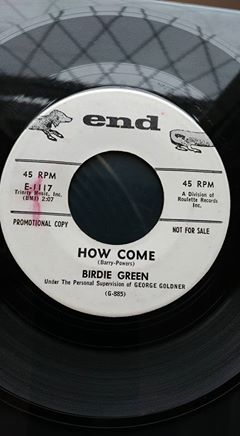 end
45 RPM
E-1117
Trinity Music, Inc.
(BMI) 2:07
45 RPM
A Division of
Roulette Records
Inc.
PROMOTIONAL COPY
NOT FOR SALE
HOW COME
(Barry-Powers)
BIRDIE GREEN
Under The Personal Supervision of GEORGE GOLDNER
(G-885)